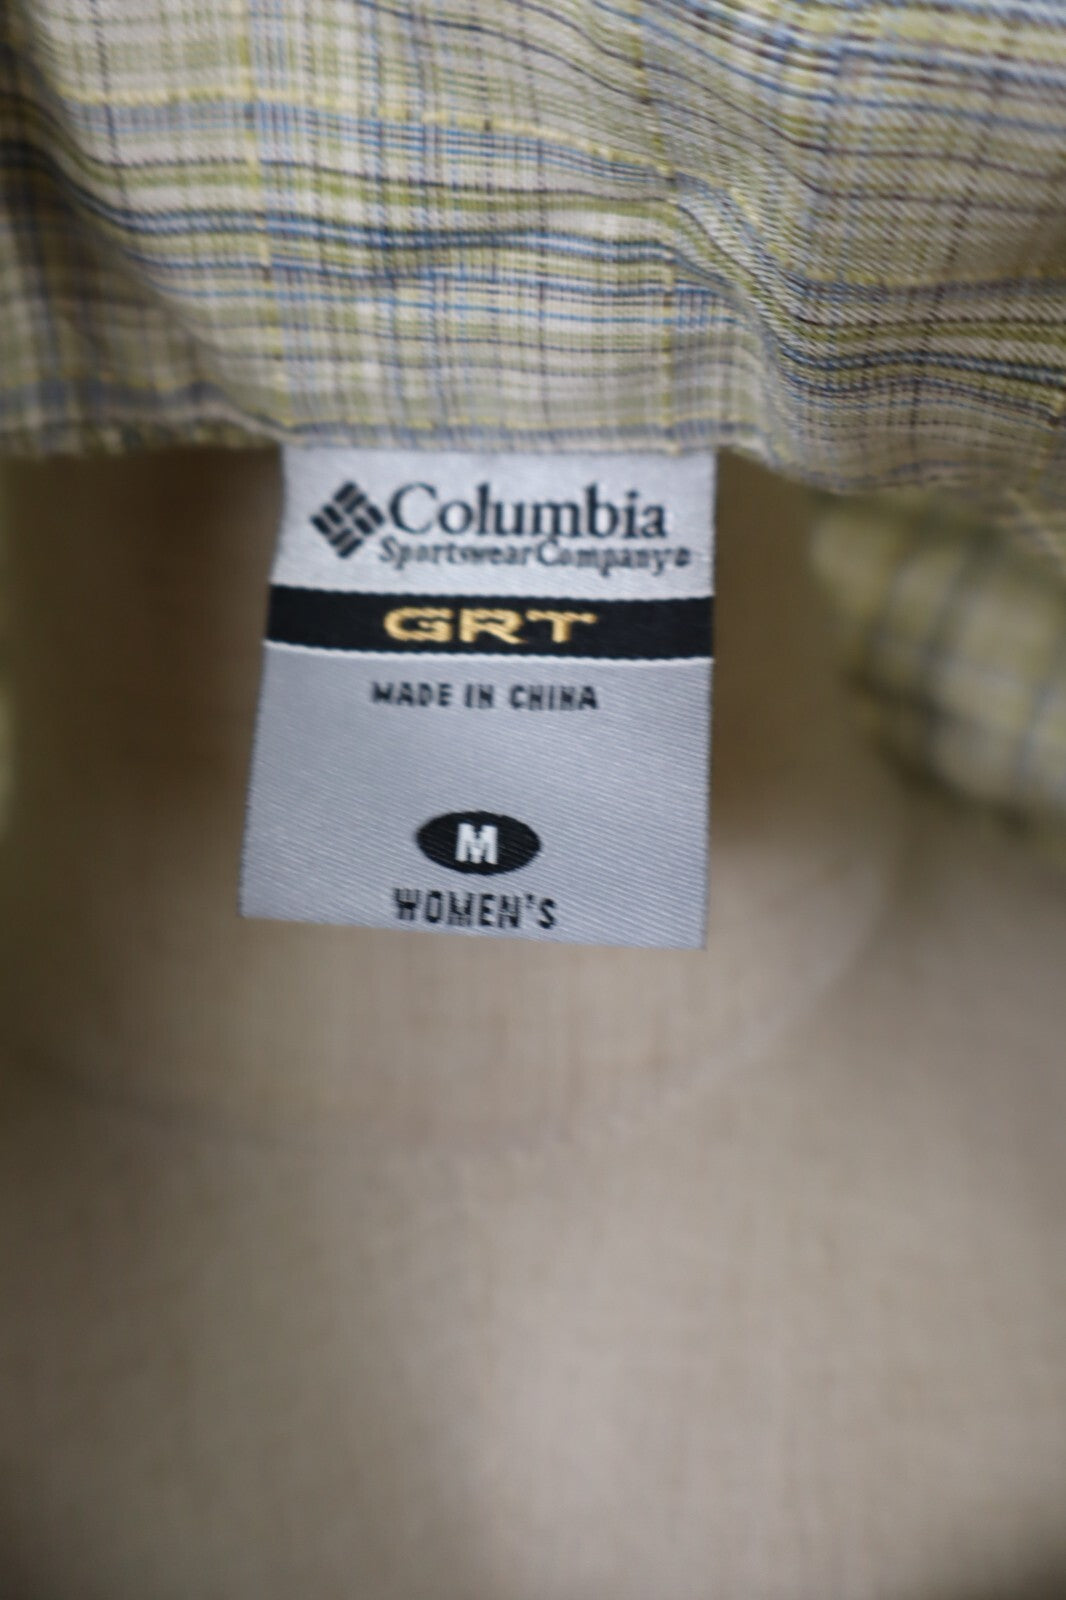 Columbia
Sportswear Company®
GRT
MADE IN CHINA
M
WOMEN'S